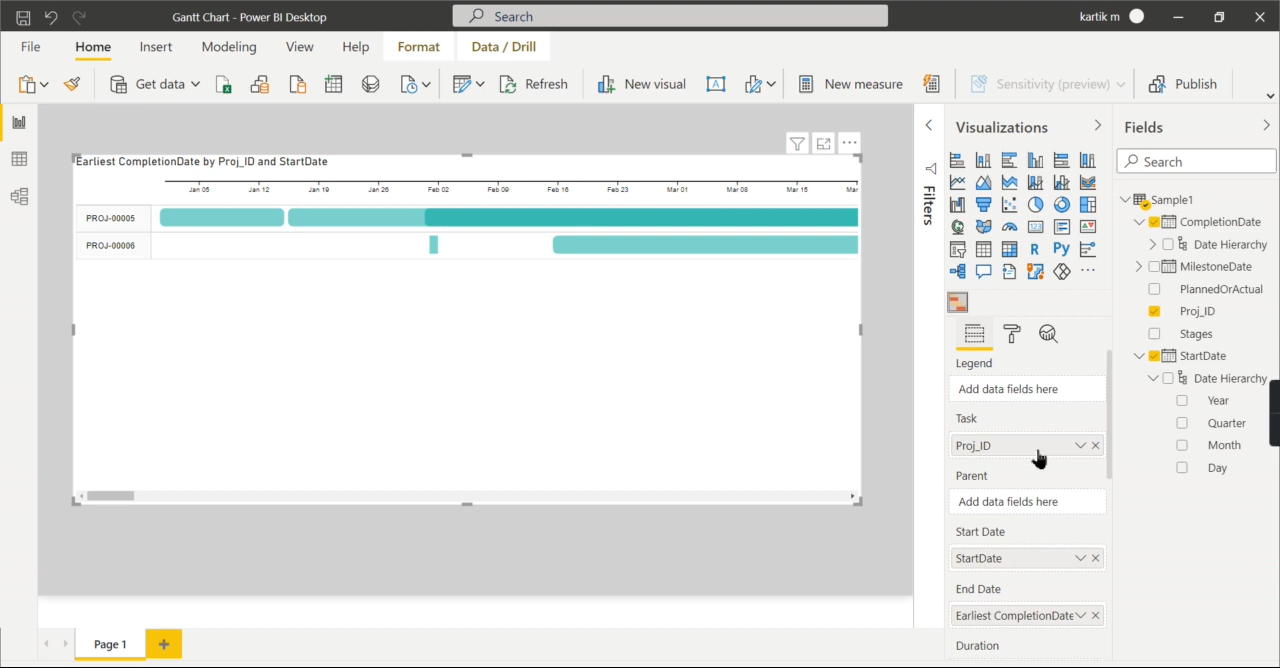 Gantt Chart - Power BI Desktop
Search
kartik m
File
Home
Insert
Modeling
View
Help
Format
Data / Drill
Get data
Refresh
New visual
New measure
Sensitivity (preview)
Publish
Earliest CompletionDate by Proj_ID and StartDate
Jan 05
Jan 12
Jan 19
Jan 26
Feb 02
Feb 09
Feb 16
Feb 23
Mar 01
Mar 08
Mar 15
Mar
PROJ-00005
PROJ-00006
Filters
Visualizations
R
Py
123
Legend
Add data fields here
Task
Proj_ID
Parent
Add data fields here
Start Date
StartDate
End Date
Earliest CompletionDate
Duration
Fields
Search
Sample1
CompletionDate
Date Hierarchy
MilestoneDate
PlannedOrActual
Proj_ID
Stages
StartDate
Date Hierarchy
Year
Quarter
Month
Day
Page 1